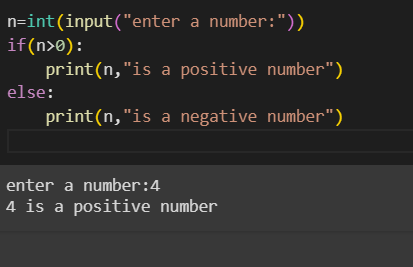 n=int(input("enter a number:"))
if(n>0):
    print(n,"is a positive number")
else:
    print(n,"is a negative number")
enter a number:4
4 is a positive number